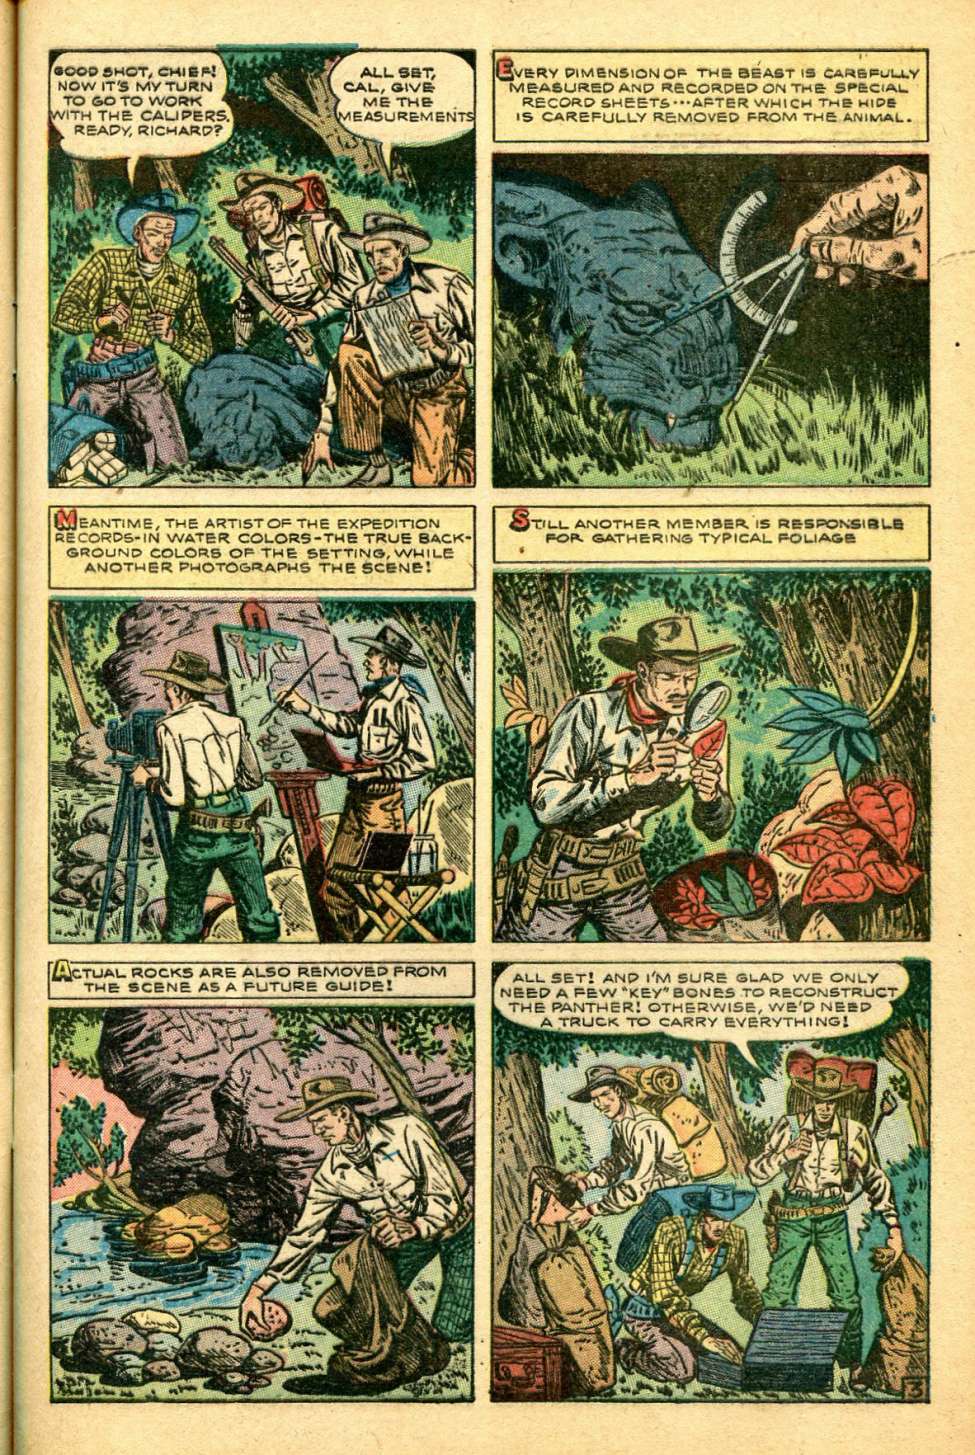 GOOD SHOT, CHIEF!
NOW IT'S MY TURN
TO GO TO WORK
WITH THE CALIPERS.
READY, RICHARD?
ALL SET,
CAL, GIVE
ME THE
MEASUREMENTS
EVERY DIMENSION OF THE BEAST IS CAREFULLY
MEASURED AND RECORDED ON THE SPECIAL
RECORD SHEETS...AFTER WHICH THE HIDE
IS CAREFULLY REMOVED FROM THE ANIMAL.
MEANTIME, THE ARTIST OF THE EXPEDITION
RECORDS-IN WATER COLORS-THE TRUE BACK-
GROUND COLORS OF THE SETTING, WHILE
ANOTHER PHOTOGRAPHS THE SCENE!
STILL ANOTHER MEMBER IS RESPONSIBLE
FOR GATHERING TYPICAL FOLIAGE
ACTUAL ROCKS ARE ALSO REMOVED FROM
THE SCENE AS A FUTURE GUIDE!
ALL SET! AND I'M SURE GLAD WE ONLY
NEED A FEW "KEY" BONES TO RECONSTRUCT
THE PANTHER! OTHERWISE, WE'D NEED
A TRUCK TO CARRY EVERYTHING!
3